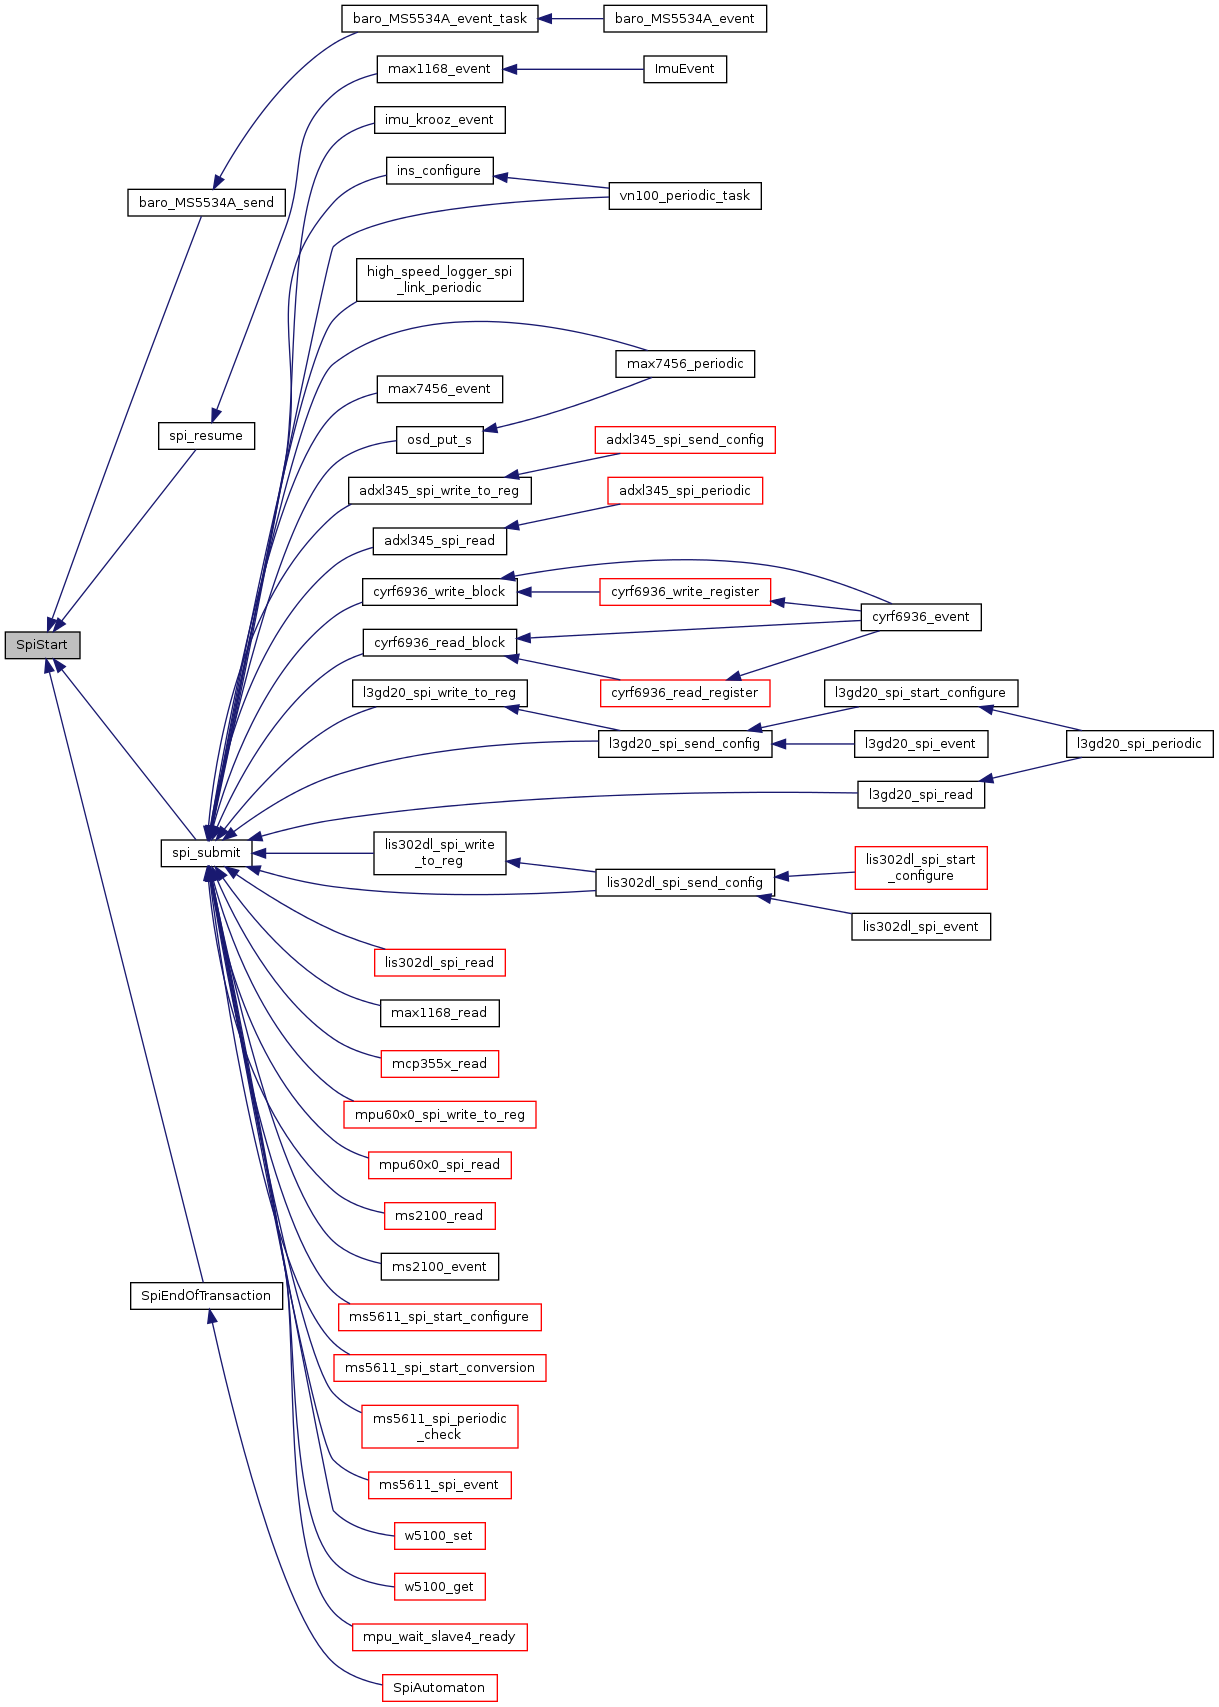 baro_MS5534A_event_task
baro_MS5534A_event
max1168_event
ImuEvent
imu_krooz_event
ins_configure
vn100_periodic_task
baro_MS5534A_send
high_speed_logger_spi
_link_periodic
max7456_periodic
max7456_event
spi_resume
osd_put_s
adxl345_spi_send_config
adxl345_spi_write_to_reg
adxl345_spi_periodic
adxl345_spi_read
cyrf6936_write_block
cyrf6936_write_register
cyrf6936_event
SpiStart
cyrf6936_read_block
cyrf6936_read_register
l3gd20_spi_write_to_reg
l3gd20_spi_start_configure
l3gd20_spi_send_config
l3gd20_spi_event
l3gd20_spi_periodic
l3gd20_spi_read
spi_submit
lis302dl_spi_write
_to_reg
lis302dl_spi_send_config
lis302dl_spi_start
_configure
lis302dl_spi_event
lis302dl_spi_read
max1168_read
mcp355x_read
mpu60x0_spi_write_to_reg
mpu60x0_spi_read
ms2100_read
ms2100_event
SpiEndOfTransaction
ms5611_spi_start_configure
ms5611_spi_start_conversion
ms5611_spi_periodic
_check
ms5611_spi_event
w5100_set
w5100_get
mpu_wait_slave4_ready
SpiAutomaton